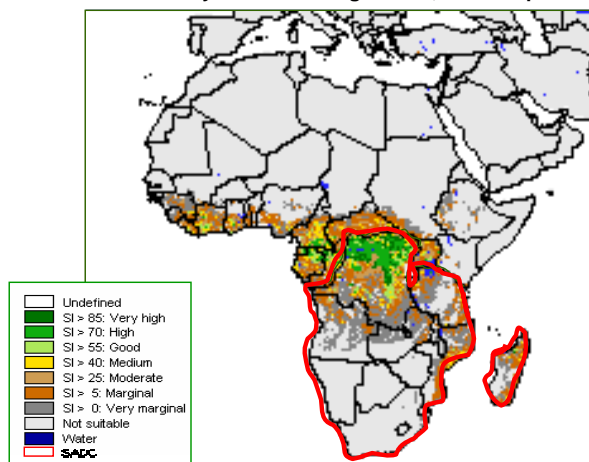 Undefined
SI > 85: Very high
SI > 70: High
SI > 55: Good
SI > 40: Medium
SI > 25: Moderate
SI > 5: Marginal
SI > 0: Very marginal
Not suitable
Water
SADC